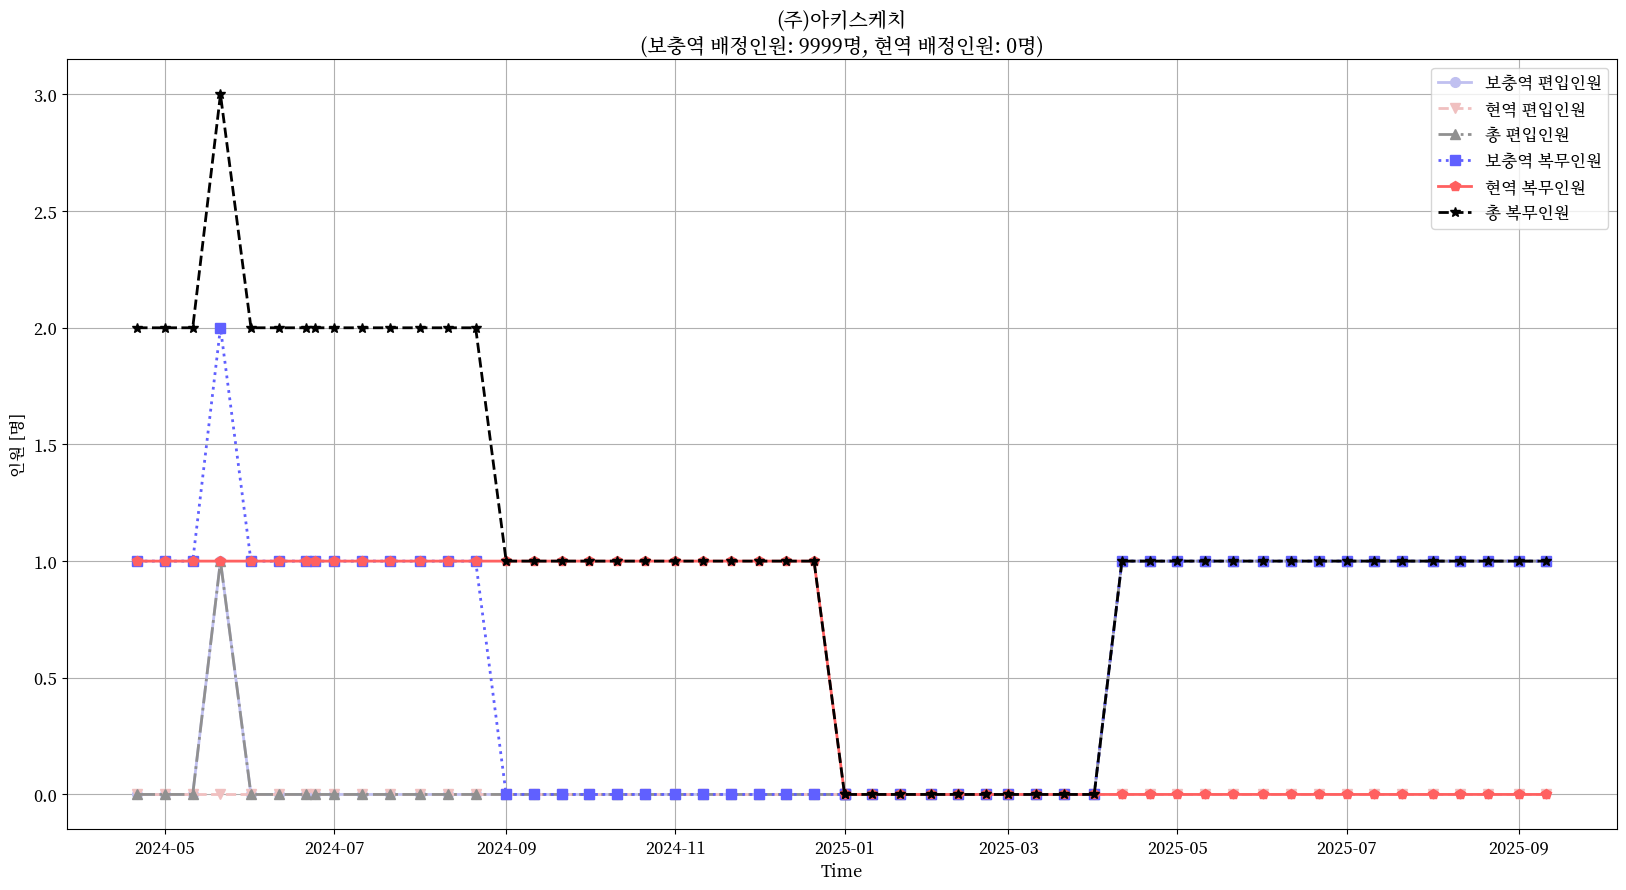 (주)아키스케치
(보충역 배정인원: 9999명, 현역 배정인원: 0명)
보충역 편입인원
현역 편입인원
총 편입인원
보충역 복무인원
현역 복무인원
총 복무인원
인원 [명]
3.0
2.5
2.0
1.5
1.0
0.5
0.0
2024-05 2024-07 2024-09 2024-11 2025-01 2025-03 2025-05 2025-07 2025-09
Time